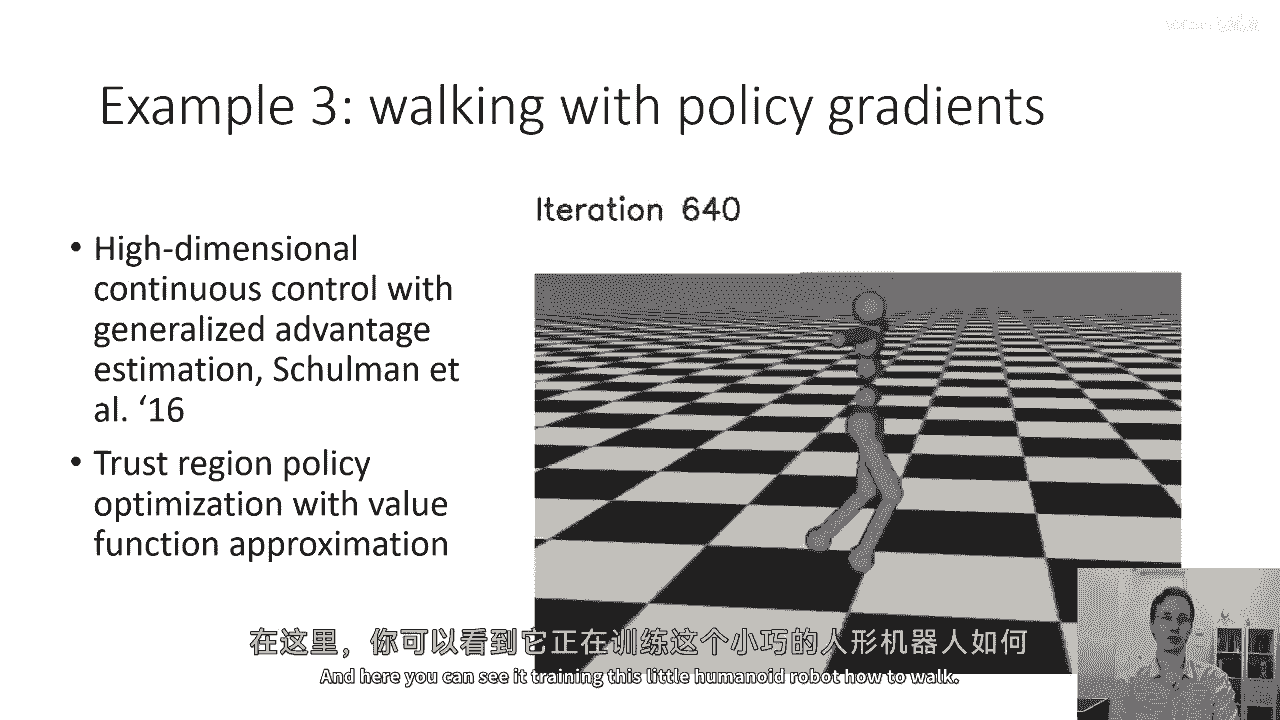 Example 3: walking with policy gradients
Iteration 640
• High-dimensional
continuous control with
generalized advantage
estimation, Schulman et
al. ‘16
• Trust region policy
optimization with value
function approximation
在这里，你可以看到它正在训练这个小巧的人形机器人如何
And here you can see it training this little humanoid robot how to walk.